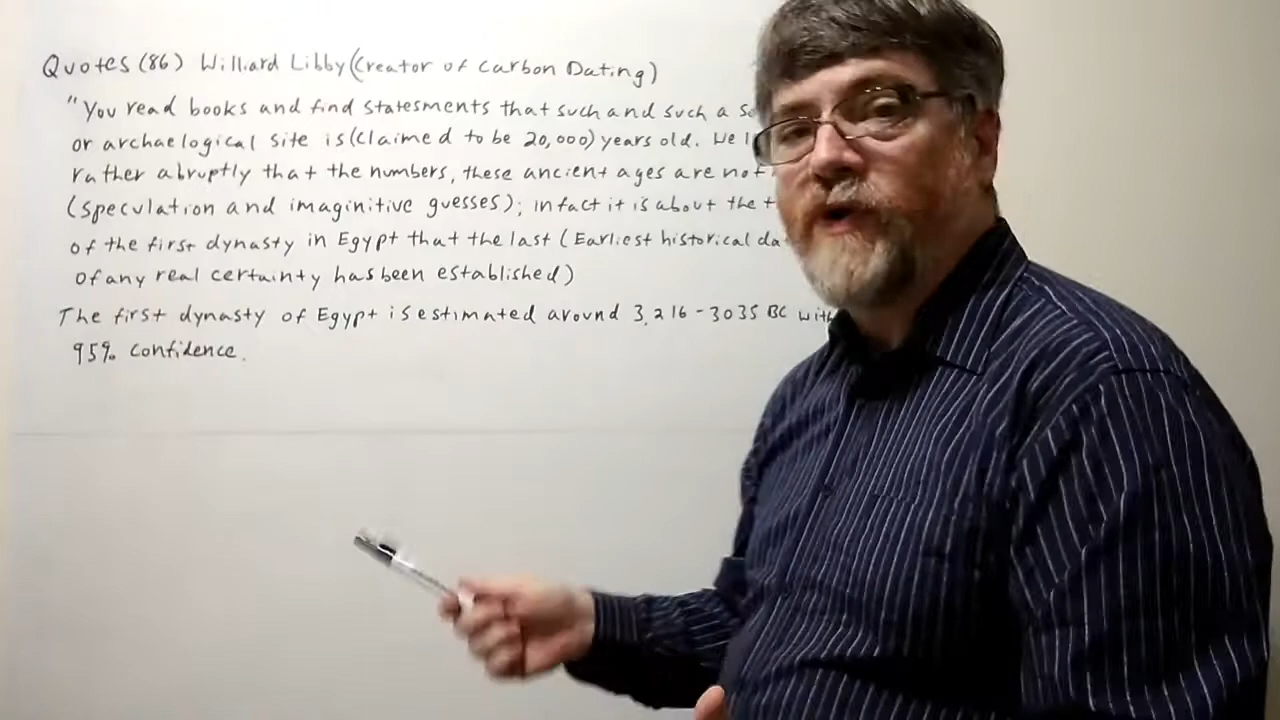 Quotes (86) Williard Libby (Creator of Carbon Dating)
"You read books and find statesments that such and such a
or archaelogical site is (claimed to be 20,000) years old. We
rather abruptly that the numbers, these ancient ages are not
(speculation and imaginitive guesses); infact it is about the
of the first dynasty in Egypt that the last (Earliest historical
of any real certainty has been established)
The first dynasty of Egypt is estimated around 3,216-3035 BC with
95% confidence.